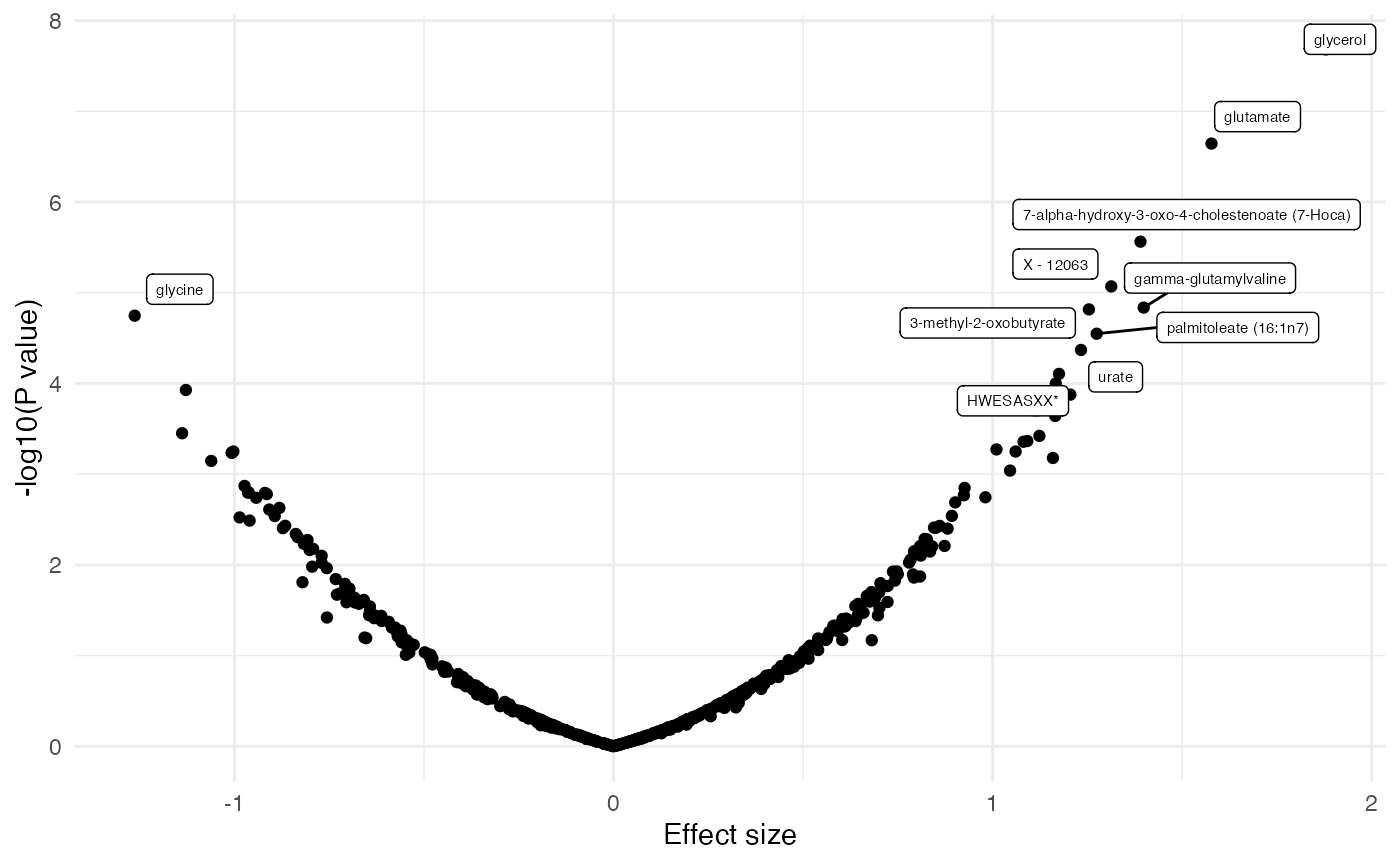 8
glycerol
glutamate
6
7-alpha-hydroxy-3-oxo-4-cholestenoate (7-Hoca)
X - 12063
gamma-glutamylvaline
glycine
3-methyl-2-oxobutyrate
palmitoleate (16:1n7)
4
urate
HWESASXX*
2
0
-log10(P value)
-1
0
1
2
Effect size